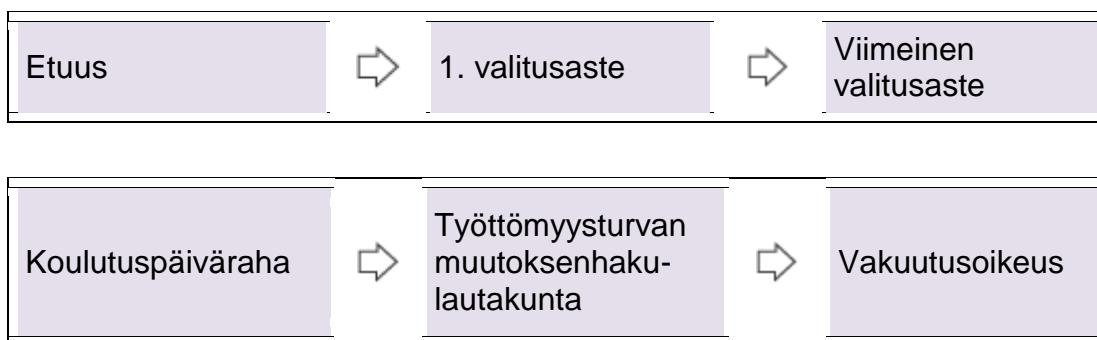 Etuus
1. valitusaste
Viimeinen
valitusaste
Koulutuspäiväraha
Työttömyysturvan
muutoksenhaku-
lautakunta
Vakuutusoikeus